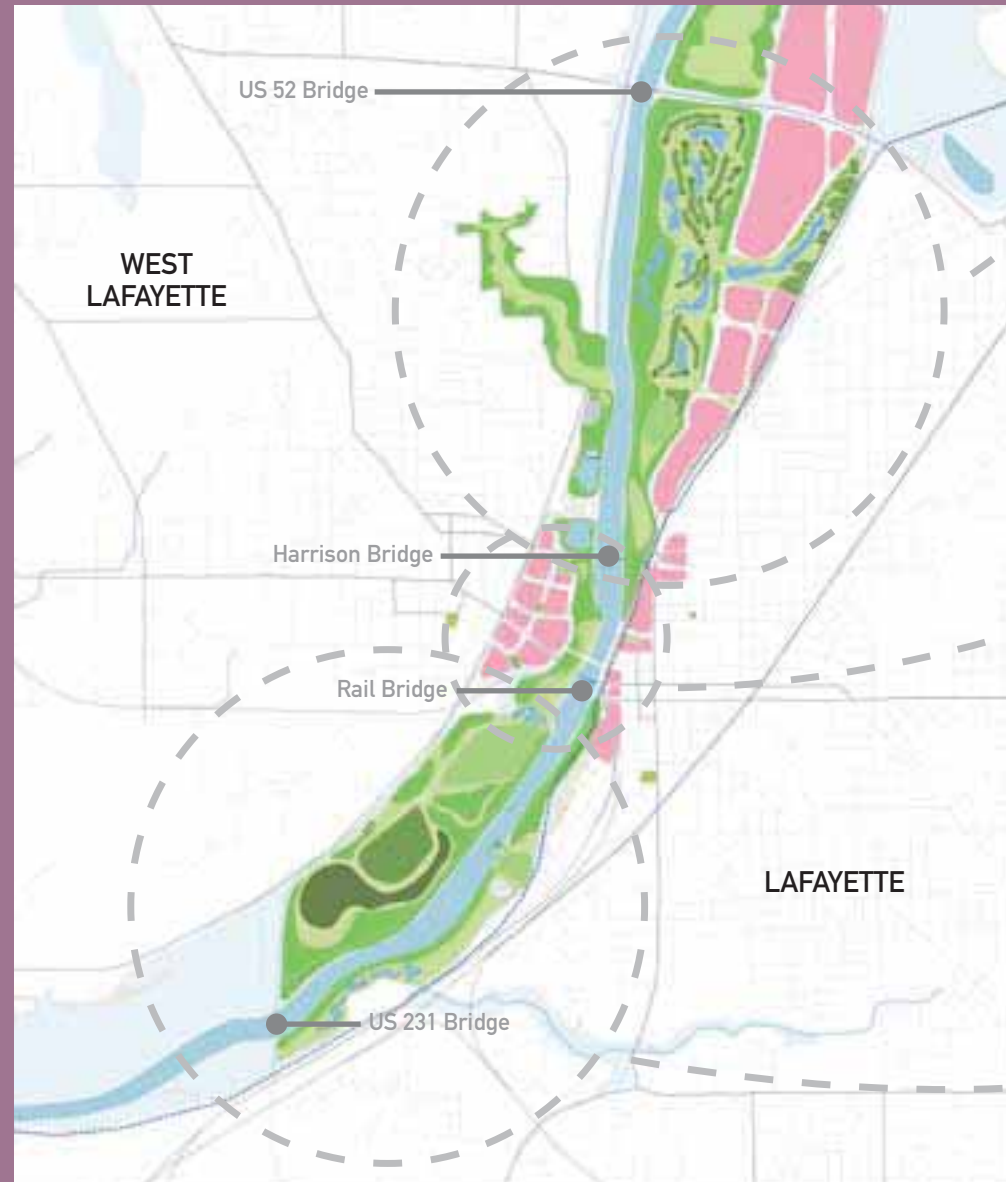 US 52 Bridge
WEST
LAFAYETTE
Harrison Bridge
Rail Bridge
LAFAYETTE
US 231 Bridge